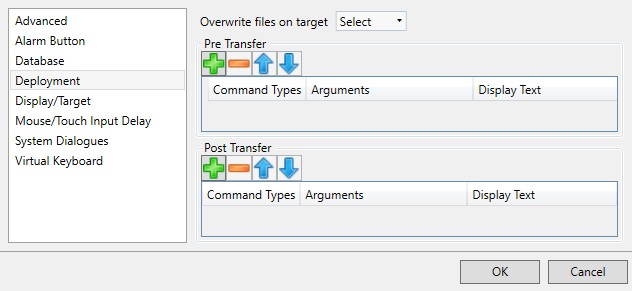 Advanced
Alarm Button
Database
Deployment
Display/Target
Mouse/Touch Input Delay
System Dialogues
Virtual Keyboard
Overwrite files on target Select
Pre Transfer
Command Types Arguments Display Text
Post Transfer
Command Types Arguments Display Text
OK Cancel